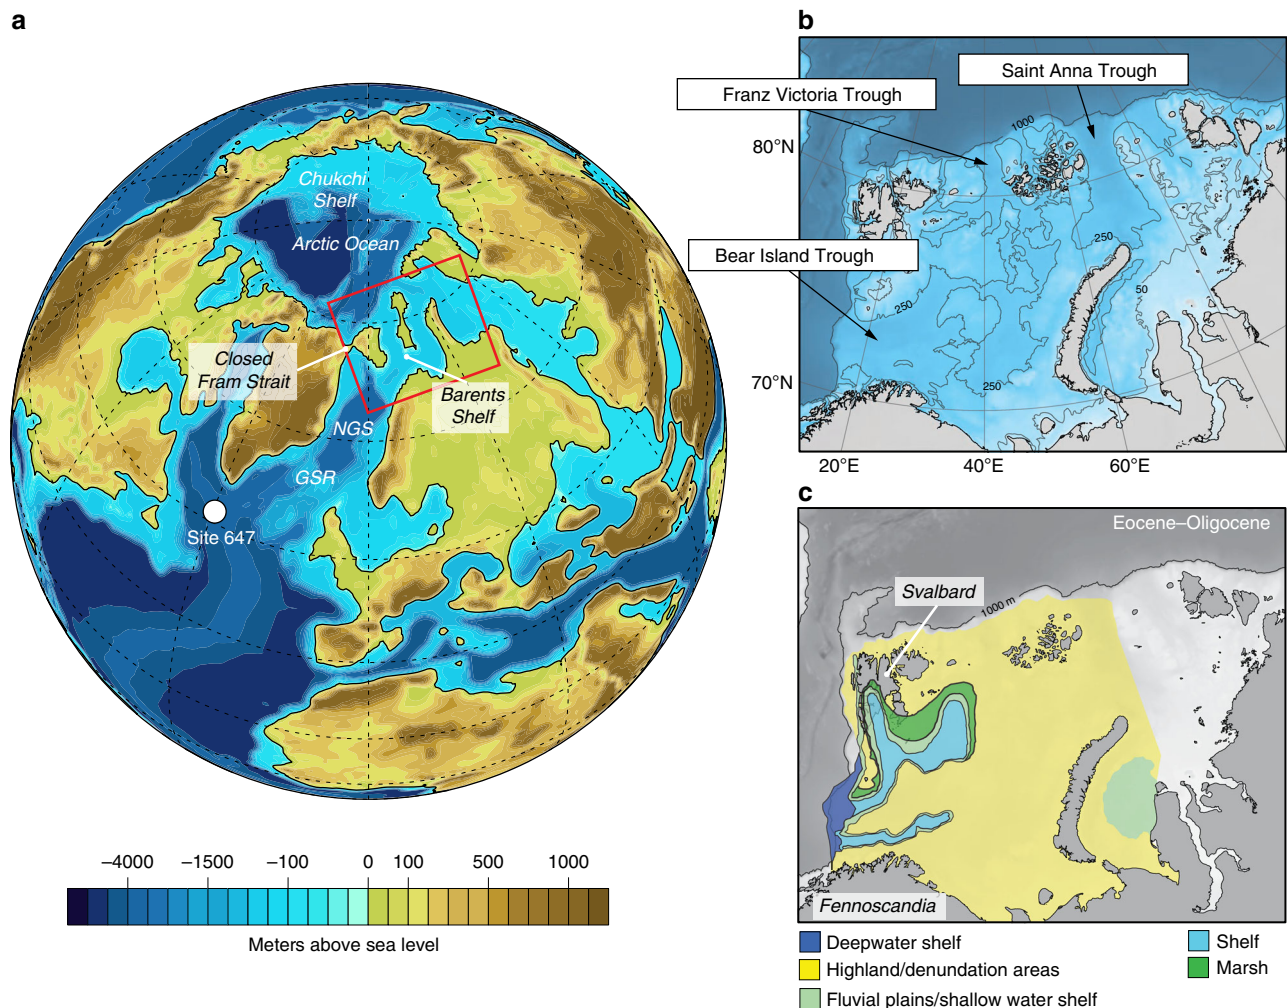 a
Chukchi
Shelf
Arctic Ocean
Closed
Fram Strait
Barents
Shelf
NGS
GSR
Site 647
−4000
−1500
−100
0
100
500
1000
Meters above sea level
b
Saint Anna Trough
Franz Victoria Trough
Bear Island Trough
80°N
70°N
20°E
40°E
60°E
1000
250
50
250
250
c
Eocene–Oligocene
Svalbard
1000 m
Fennoscandia
Deepwater shelf
Highland/denundation areas
Fluvial plains/shallow water shelf
Shelf
Marsh